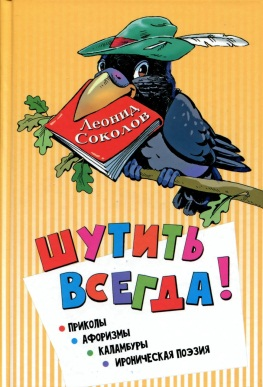 Леонид
Соколов
ШУТИТЬ
ВСЕГДА!
ПРИКОЛЫ
АФОРИЗМЫ
КАЛАМБУРЫ
ИРОНИЧЕСКАЯ ПОЭЗИЯ